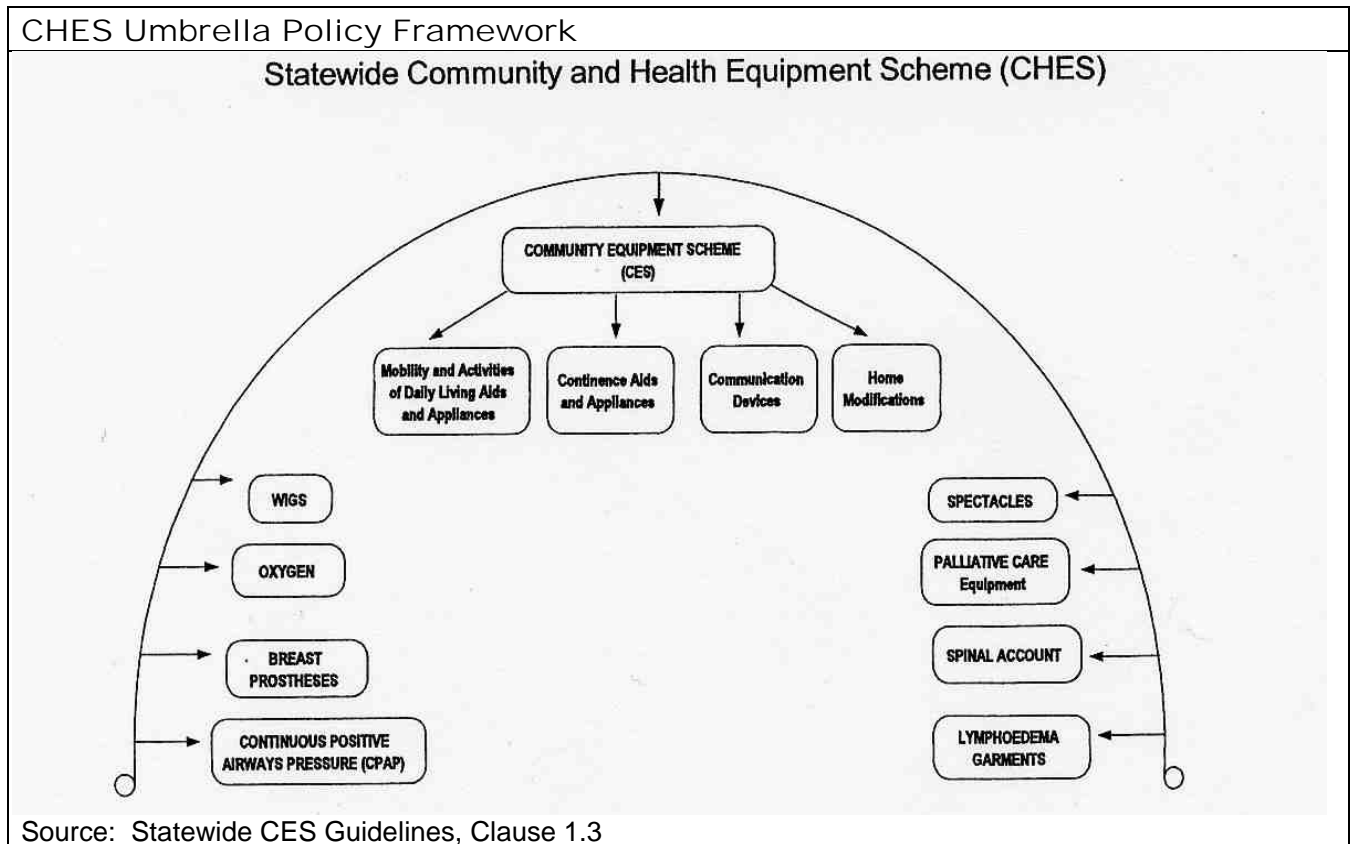 CHES Umbrella Policy Framework
Statewide Community and Health Equipment Scheme (CHES)
COMMUNITY EQUIPMENT SCHEME
(CES)
Mobility and Activities
of Daily Living Aids
and Appliances
Continence Aids
and Appliances
Communication
Devices
Home
Modifications
WIGS
OXYGEN
BREAST
PROSTHESES
CONTINUOUS POSITIVE
AIRWAYS PRESSURE (CPAP)
SPECTACLES
PALLIATIVE CARE
Equipment
SPINAL ACCOUNT
LYMPHOEDEMA
GARMENTS
Source: Statewide CES Guidelines, Clause 1.3